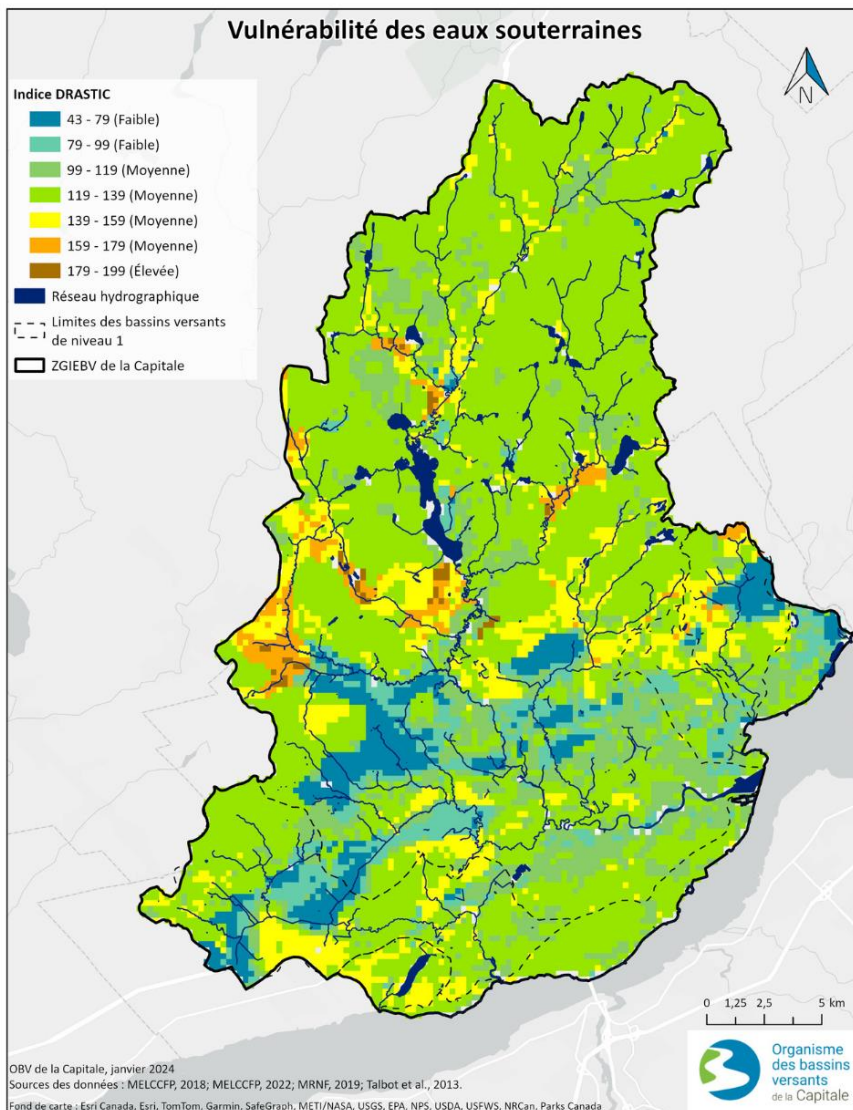 Vulnérabilité des eaux souterraines
Indice DRASTIC
43 - 79 (Faible)
79 - 99 (Faible)
99 - 119 (Moyenne)
119 - 139 (Moyenne)
139 - 159 (Moyenne)
159 - 179 (Moyenne)
179 - 199 (Élevée)
Réseau hydrographique
Limites des bassins versants
de niveau 1
ZGIEBV de la Capitale
N
0 1,25 2,5 5 km
OBV de la Capitale, janvier 2024
Sources des données : MELCCFP, 2018; MELCCFP, 2022; MRNF, 2019; Talbot et al., 2013.
Fond de carte : Esri Canada, Esri, TomTom, Garmin, SafeGraph, METI/NASA, USGS, EPA, NPS, USDA, USFWS, NRCan, Parks Canada
Organisme
des bassins
versants
de la Capitale